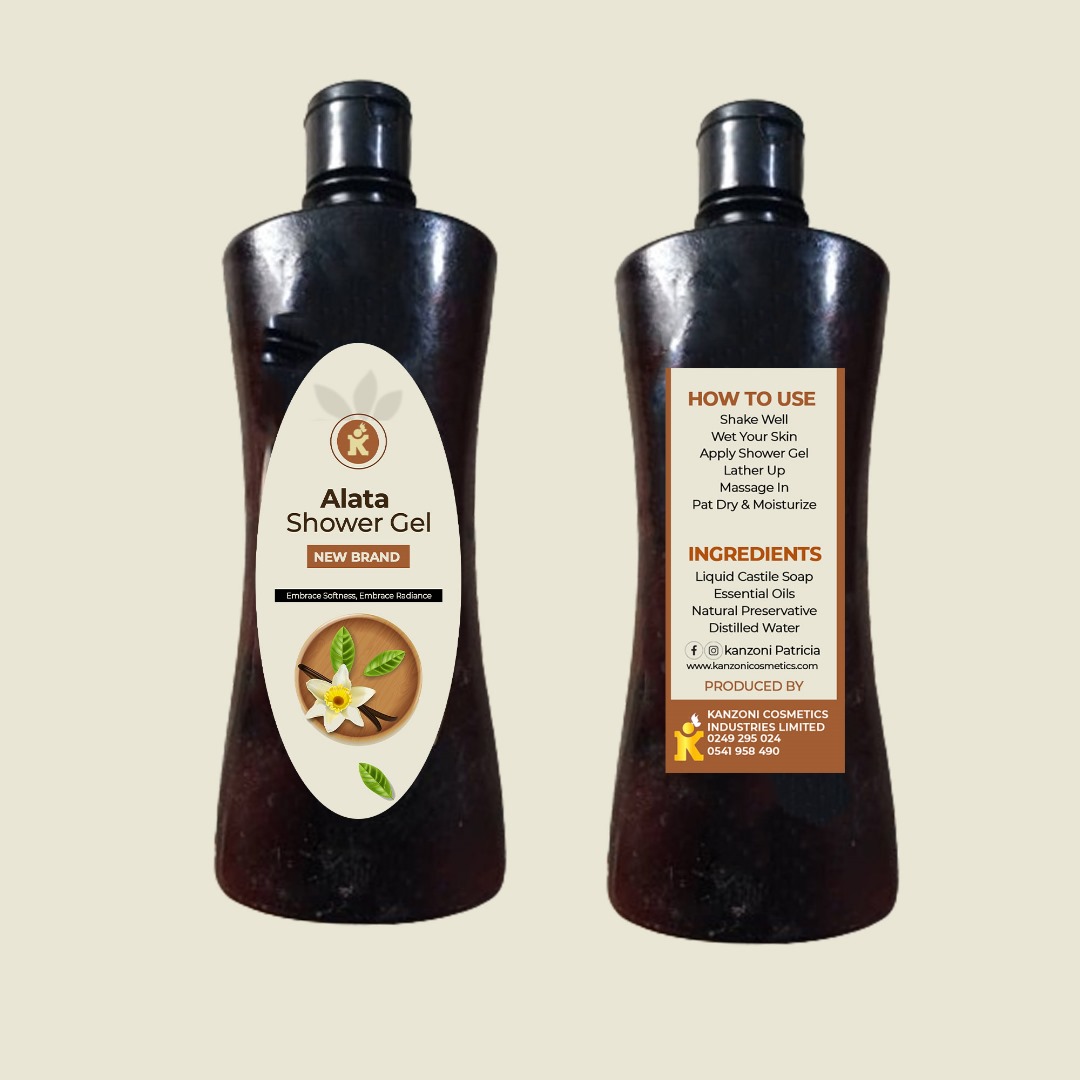 K
Alata
Shower Gel
NEW BRAND
Embrace Softness, Embrace Radiance
HOW TO USE
Shake Well
Wet Your Skin
Apply Shower Gel
Lather Up
Massage In
Pat Dry & Moisturize
INGREDIENTS
Liquid Castile Soap
Essential Oils
Natural Preservative
Distilled Water
kanzoni Patricia
www.kanzonicosmetics.com
PRODUCED BY
K
KANZONI COSMETICS
INDUSTRIES LIMITED
0249 295 024
0541 958 490